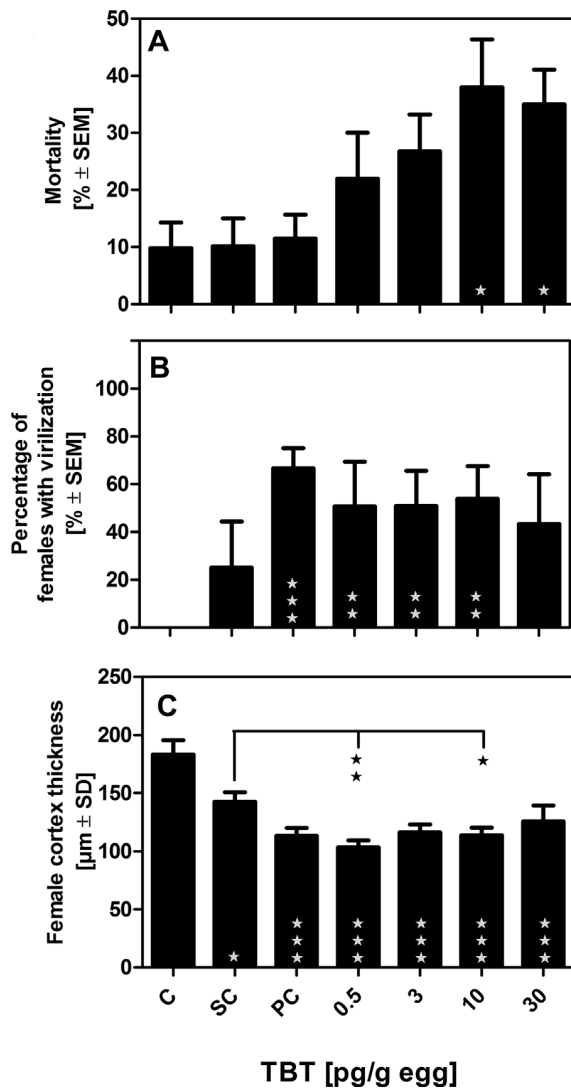 A
Mortality
[% ± SEM]
50
40
30
20
10
0
B
Percentage of
females with virilization
[% ± SEM]
100
80
60
40
20
0
C
Female cortex thickness
[µm ± SD]
250
200
150
100
50
0
C SC PC 0.5 3 10 30
TBT [pg/g egg]